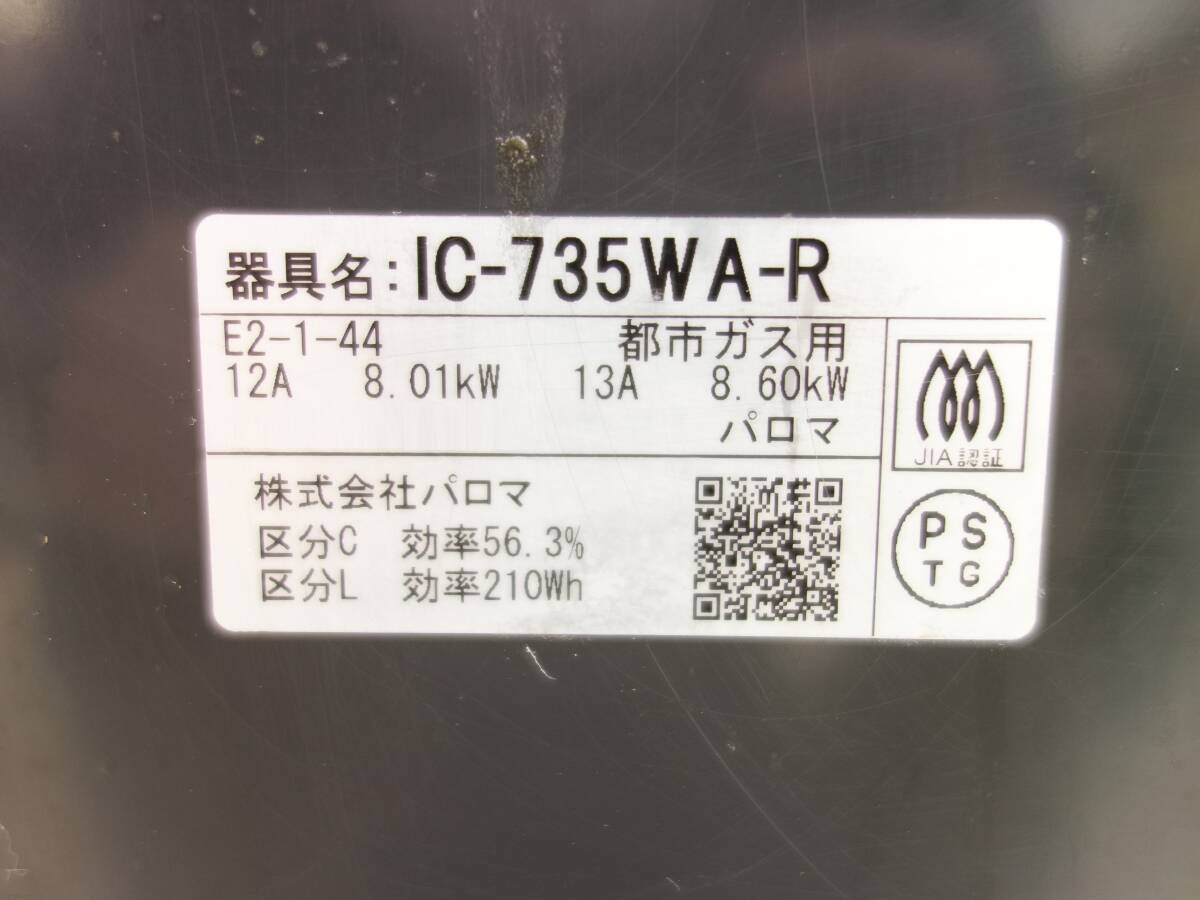 器具名:IC-735WA-R
E2-1-44 都市ガス用
12A 8.01kW 13A 8.60kW
パロマ
JIA認証
株式会社パロマ
区分C 効率56.3%
区分L 効率210Wh
PS
TG